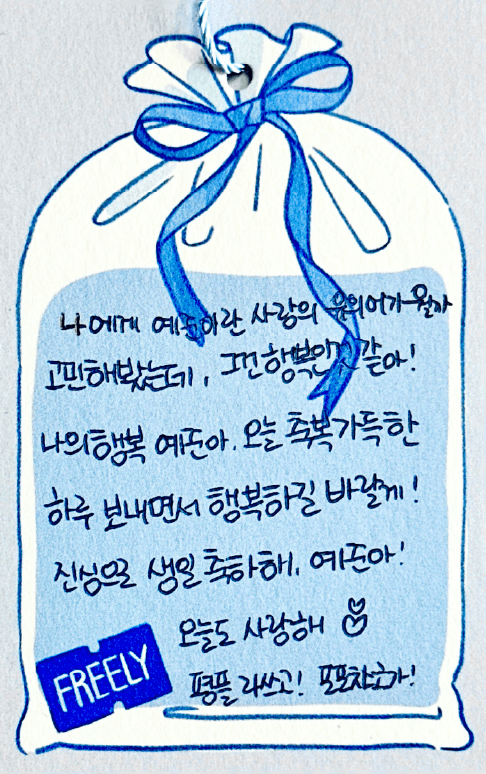 나에게 예준아란 사랑의 유의어가 뭘까
고민해봤는데, 그건 행복인것 같아!
나의 행복 예준아. 오늘 축복 가득한
하루 보내면서 행복하길 바랄게!
진심으로 생일 축하해, 예준아!
오늘도 사랑해
평플 라쓰고! 포포차차가!
FREELY